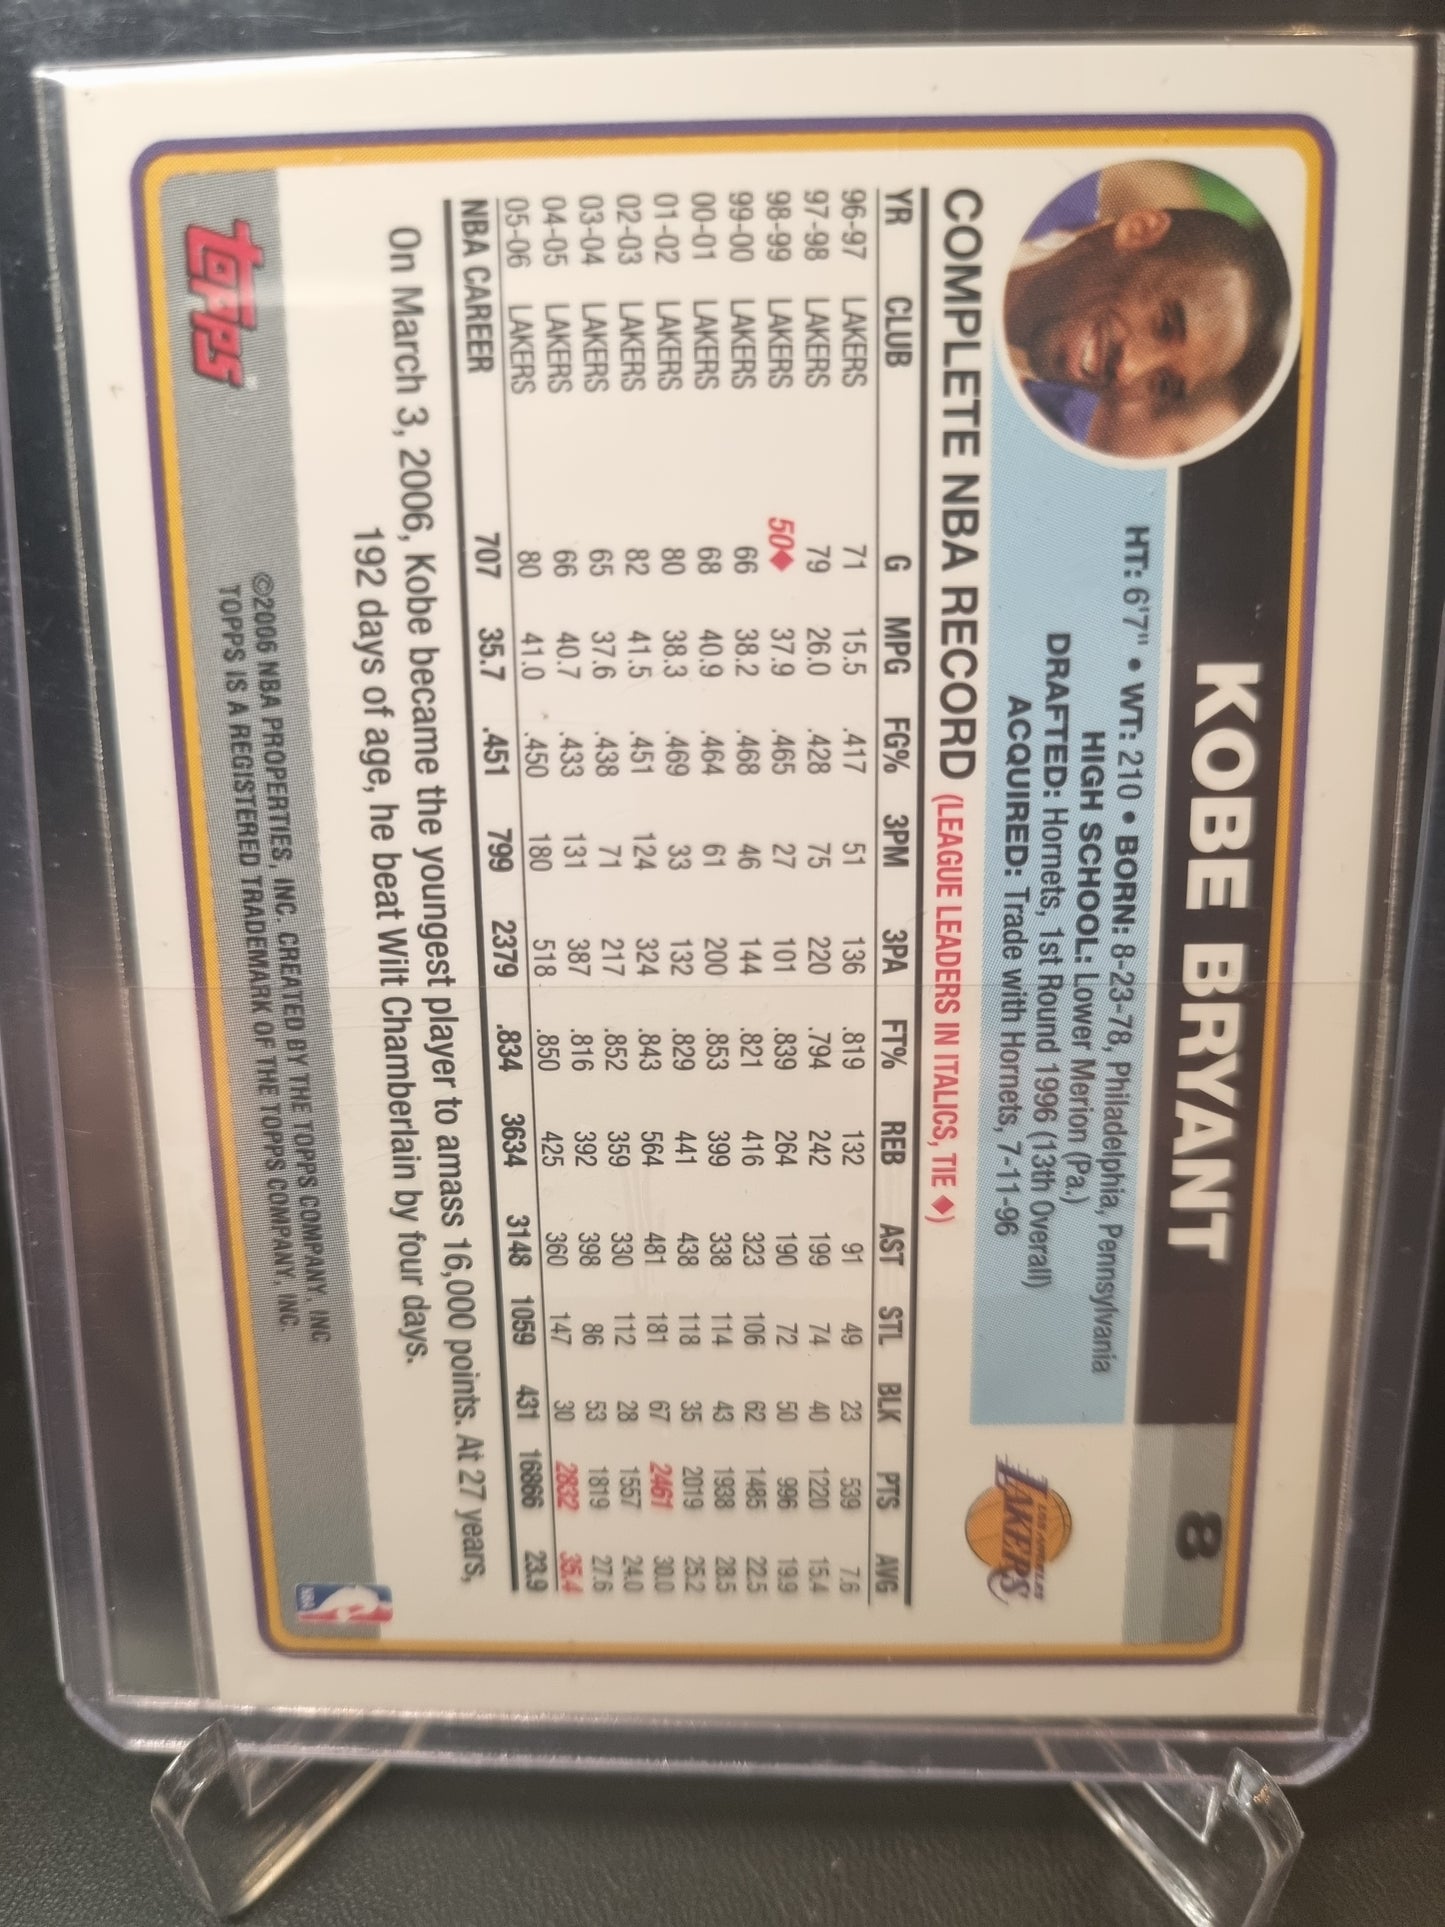 KOBE BRYANT 8
HT: 6'7" • WT: 210 • BORN: 8-23-78, Philadelphia, Pennsylvania
HIGH SCHOOL: Lower Merion (Pa.)
DRAFTED: Hornets, 1st Round 1996 (13th Overall)
ACQUIRED: Trade with Hornets, 7-11-96
LOS ANGELES
LAKERS
COMPLETE NBA RECORD (LEAGUE LEADERS IN ITALICS, TIE ◆)
YR CLUB G MPG FG% 3PM 3PA FT% REB AST STL BLK PTS AVG
96-97 LAKERS 71 15.5 .417 51 136 .819 132 91 49 23 539 7.6
97-98 LAKERS 79 26.0 .428 75 220 .794 242 199 74 40 1220 15.4
98-99 LAKERS 50◆ 37.9 .465 27 101 .839 264 190 72 50 996 19.9
99-00 LAKERS 66 38.2 .468 46 144 .821 416 323 106 62 1485 22.5
00-01 LAKERS 68 40.9 .464 61 200 .853 399 338 114 43 1938 28.5
01-02 LAKERS 80 38.3 .469 33 132 .829 441 438 118 35 2019 25.2
02-03 LAKERS 82 41.5 .451 124 324 .843 564 481 181 67 2461 30.0
03-04 LAKERS 65 37.6 .438 71 217 .852 359 330 112 28 1557 24.0
04-05 LAKERS 66 40.7 .433 131 387 .816 392 398 86 53 1819 27.6
05-06 LAKERS 80 41.0 .450 180 518 .850 425 360 147 30 2832 35.4
NBA CAREER 707 35.7 .451 799 2379 .834 3634 3148 1059 431 16866 23.9
On March 3, 2006, Kobe became the youngest player to amass 16,000 points. At 27 years,
192 days of age, he beat Wilt Chamberlain by four days.
topps
©2006 NBA PROPERTIES, INC. CREATED BY THE TOPPS COMPANY, INC
TOPPS IS A REGISTERED TRADEMARK OF THE TOPPS COMPANY, INC.
NBA